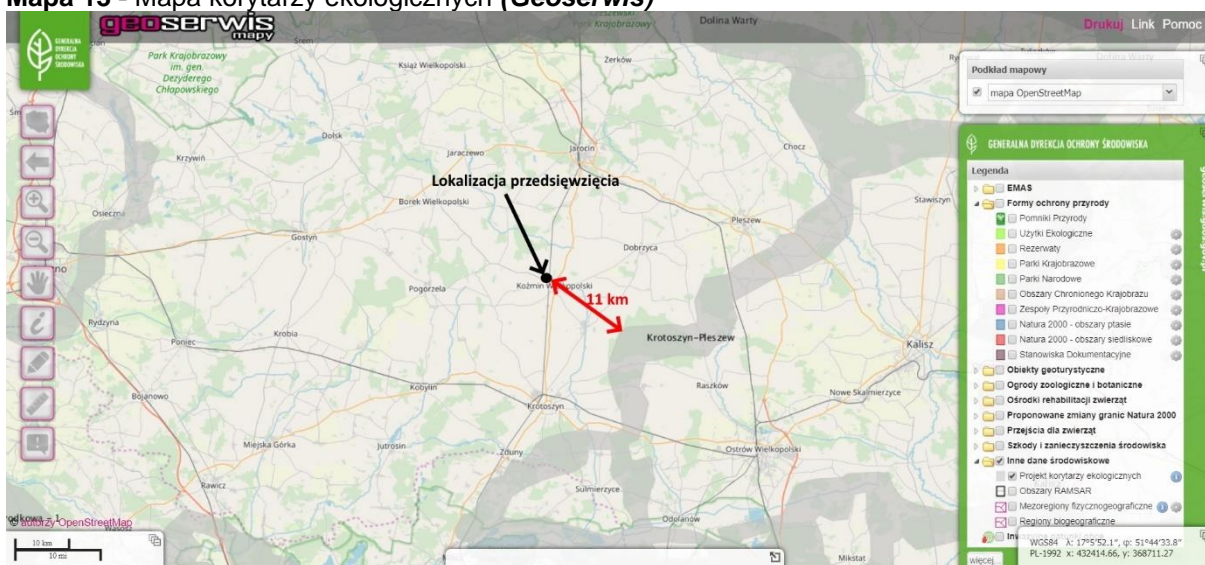 Mapa 13 - Mapa korytarzy ekologicznych (Geoserwis)
GENERALNA
DYREKCJA
OCHRONY
ŚRODOWISKA
geoserwis
mapy
Park Krajobrazowy
Dolina Warty
Drukuj Link Pomoc
Śrem
Park Krajobrazowy
im. gen.
Dezyderego
Chłapowskiego
Książ Wielkopolski
Żerków
Dolsk
Krzywiń
Jaraczewo
Jarocin
Chocz
Lokalizacja przedsięwzięcia
Borek Wielkopolski
Stawiszyn
Osieczna
Gostyń
Pleszew
Dobrzyca
Pogorzela
Koźmin Wielkopolski
11 km
Rydzyna
Krobia
Poniec
Krotoszyn-Pleszew
Kalisz
Kobylin
Raszków
Bojanowo
Krotoszyn
Nowe Skalmierzyce
Miejska Górka
Jutrosin
Zduny
Ostrów Wielkopolski
Rawicz
Sulmierzyce
Odolanów
Mikstat
© autorzy OpenStreetMap
10 km
10 mi
Podkład mapowy
mapa OpenStreetMap
GENERALNA DYREKCJA OCHRONY ŚRODOWISKA
Legenda
EMAS
Formy ochrony przyrody
Pomniki Przyrody
Użytki Ekologiczne
Rezerwaty
Parki Krajobrazowe
Parki Narodowe
Obszary Chronionego Krajobrazu
Zespoły Przyrodniczo-Krajobrazowe
Natura 2000 - obszary ptasie
Natura 2000 - obszary siedliskowe
Stanowiska Dokumentacyjne
Obiekty geoturystyczne
Ogrody zoologiczne i botaniczne
Ośrodki rehabilitacji zwierząt
Proponowane zmiany granic Natura 2000
Przejścia dla zwierząt
Szkody i zanieczyszczenia środowiska
Inne dane środowiskowe
Projekt korytarzy ekologicznych
Obszary RAMSAR
Mezoregiony fizycznogeograficzne
Regiony biogeograficzne
więcej...
WGS84 λ: 17°5'52.1", φ: 51°44'33.8"
PL-1992 x: 432414.66, y: 368711.27